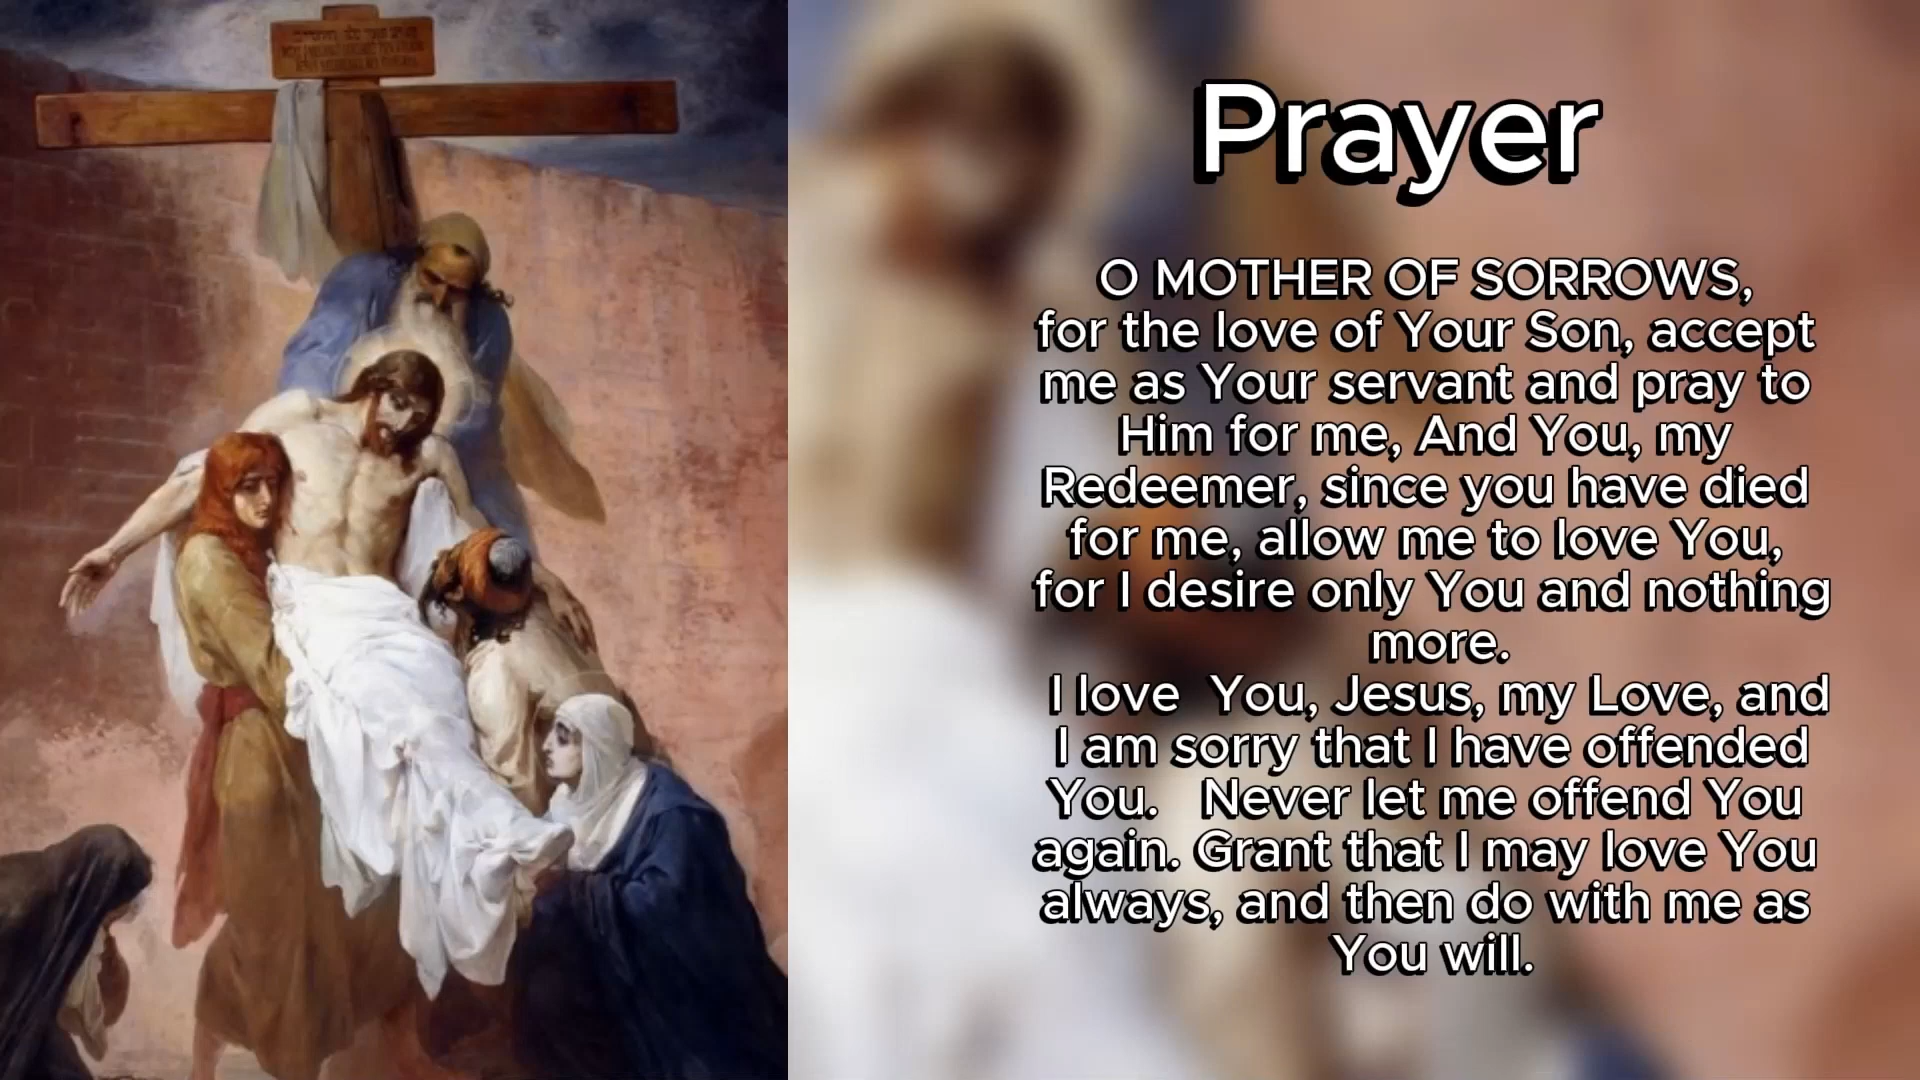 Prayer
O MOTHER OF SORROWS,
for the love of Your Son, accept
me as Your servant and pray to
Him for me, And You, my
Redeemer, since you have died
for me, allow me to love You,
for I desire only You and nothing
more.
I love  You, Jesus, my Love, and
I am sorry that I have offended
You.   Never let me offend You
again. Grant that I may love You
always, and then do with me as
You will.